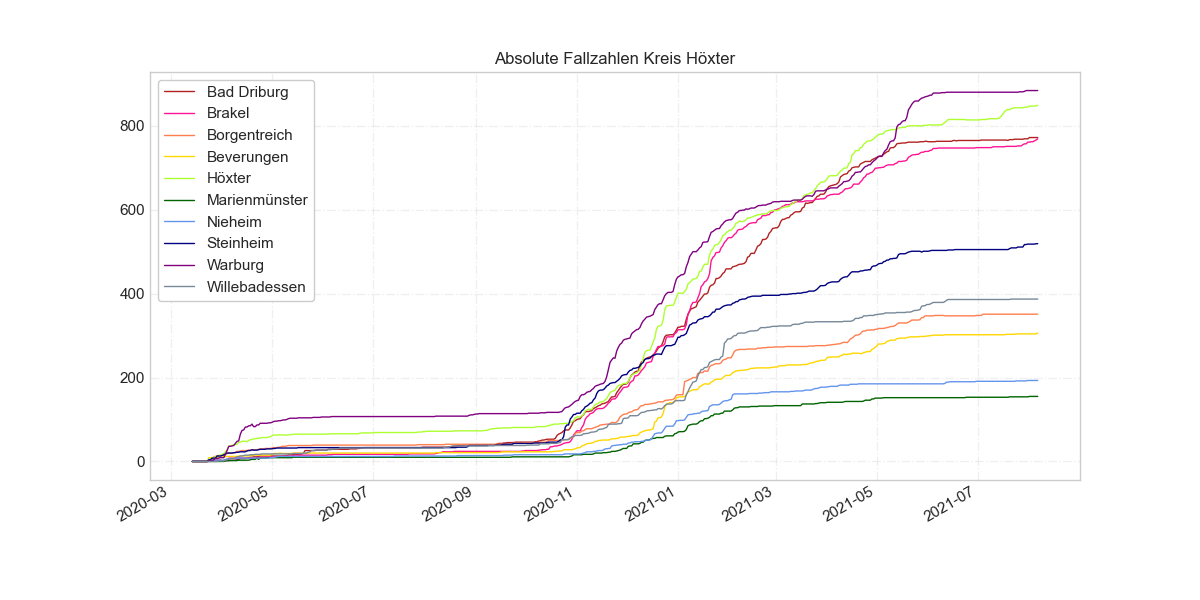 Absolute Fallzahlen Kreis Höxter
Bad Driburg
Brakel
Borgentreich
Beverungen
Höxter
Marienmünster
Nieheim
Steinheim
Warburg
Willebadessen
800
600
400
200
0
2020-03
2020-05
2020-07
2020-09
2020-11
2021-01
2021-03
2021-05
2021-07